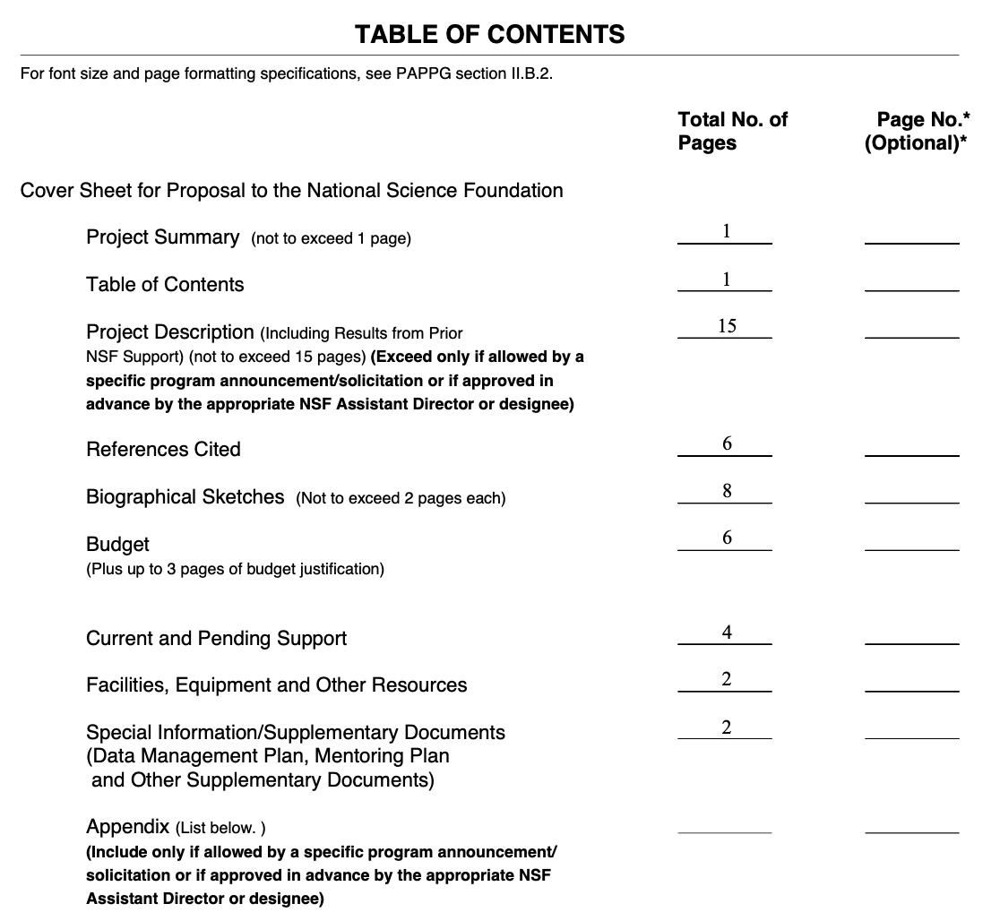 TABLE OF CONTENTS
For font size and page formatting specifications, see PAPPG section II.B.2.
Total No. of Page No.*
Pages (Optional)*
Cover Sheet for Proposal to the National Science Foundation
Project Summary (not to exceed 1 page) 1
Table of Contents 1
Project Description (Including Results from Prior 15
NSF Support) (not to exceed 15 pages) (Exceed only if allowed by a
specific program announcement/solicitation or if approved in
advance by the appropriate NSF Assistant Director or designee)
References Cited 6
Biographical Sketches (Not to exceed 2 pages each) 8
Budget 6
(Plus up to 3 pages of budget justification)
Current and Pending Support 4
Facilities, Equipment and Other Resources 2
Special Information/Supplementary Documents 2
(Data Management Plan, Mentoring Plan
and Other Supplementary Documents)
Appendix (List below. )
(Include only if allowed by a specific program announcement/
solicitation or if approved in advance by the appropriate NSF
Assistant Director or designee)